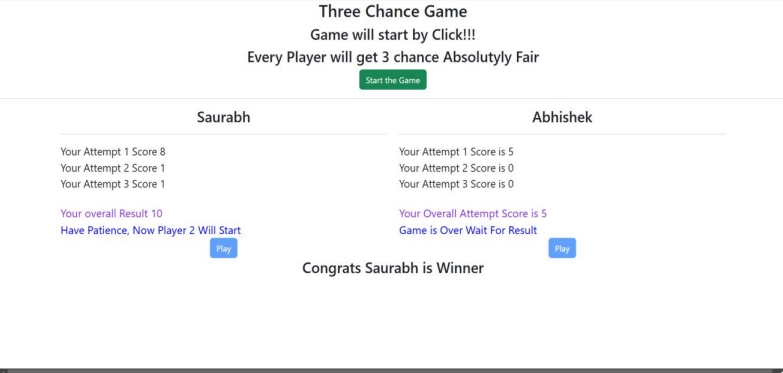 Three Chance Game
Game will start by Click!!!
Every Player will get 3 chance Absolutyly Fair
Start the Game
Saurabh
Your Attempt 1 Score 8
Your Attempt 2 Score 1
Your Attempt 3 Score 1
Your overall Result 10
Have Patience, Now Player 2 Will Start
Play
Abhishek
Your Attempt 1 Score is 5
Your Attempt 2 Score is 0
Your Attempt 3 Score is 0
Your Overall Attempt Score is 5
Game is Over Wait For Result
Play
Congrats Saurabh is Winner